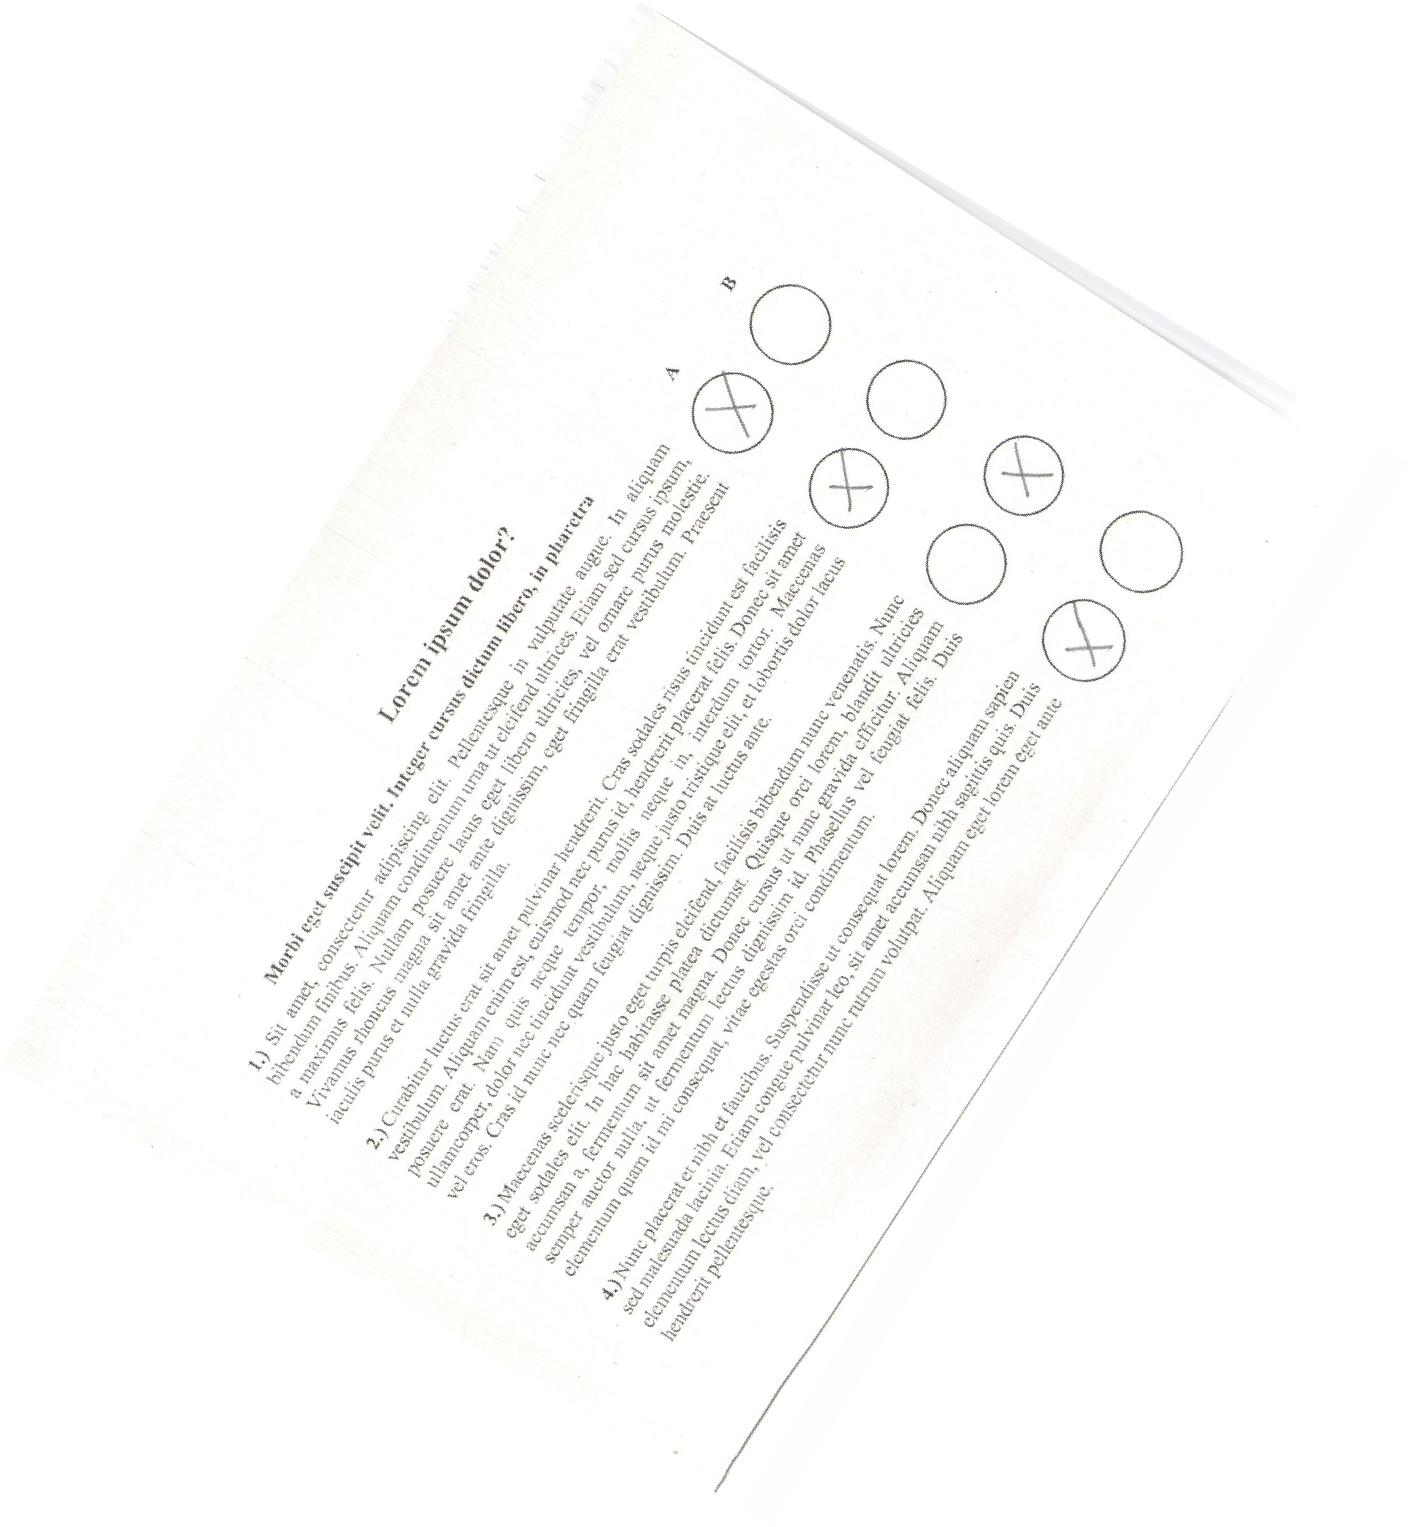 Lorem ipsum dolor?
Morbi eget suscipit velit. Integer cursus dictum libero, in pharetra
A B
1.) Sit amet, consectetur adipiscing elit. Pellentesque in vulputate augue. In aliquam
bibendum finibus. Aliquam condimentum urna ut eleifend ultrices. Etiam sed cursus ipsum,
a maximus felis. Nullam posuere lacus eget libero ultricies, vel ornare purus molestie.
Vivamus rhoncus magna sit amet ante dignissim, eget fringilla erat vestibulum. Praesent
iaculis purus et nulla gravida fringilla.
2.) Curabitur luctus erat sit amet pulvinar hendrerit. Cras sodales risus tincidunt est facilisis
vestibulum. Aliquam enim est, euismod nec purus id, hendrerit placerat felis. Donec sit amet
posuere erat. Nam quis neque tempor, mollis neque in, interdum tortor. Maecenas
ullamcorper, dolor nec tincidunt vestibulum, neque justo tristique elit, et lobortis dolor lacus
vel eros. Cras id nunc nec quam feugiat dignissim. Duis at luctus ante.
3.) Maecenas scelerisque justo eget turpis eleifend, facilisis bibendum nunc venenatis. Nunc
eget sodales elit. In hac habitasse platea dictumst. Quisque orci lorem, blandit ultricies
accumsan a, fermentum sit amet magna. Donec cursus ut nunc gravida efficitur. Aliquam
semper auctor nulla, ut fermentum lectus dignissim id. Phasellus vel feugiat felis. Duis
elementum quam id mi consequat, vitae egestas orci condimentum.
4.) Nunc placerat et nibh et faucibus. Suspendisse ut consequat lorem. Donec aliquam sapien
sed malesuada lacinia. Etiam congue pulvinar leo, sit amet accumsan nibh sagittis quis. Duis
elementum lectus diam, vel consectetur nunc rutrum volutpat. Aliquam eget lorem eget ante
hendrerit pellentesque.